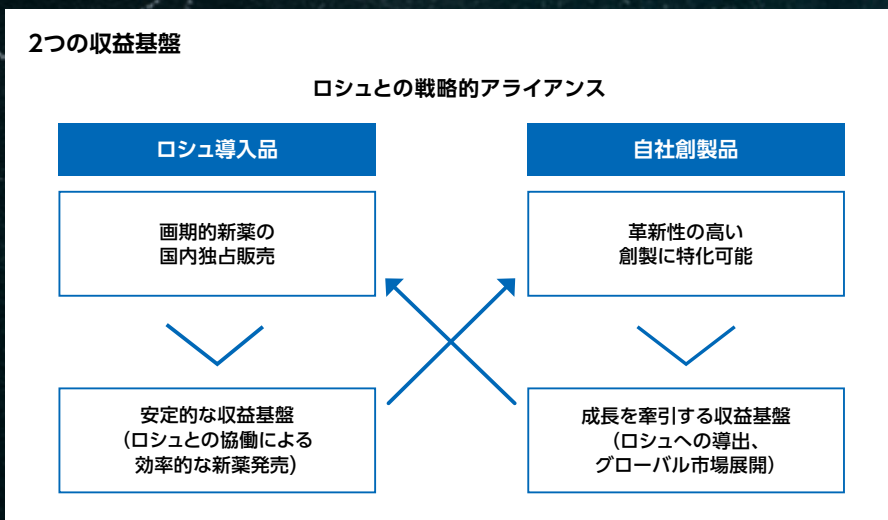 2つの収益基盤
ロシュとの戦略的アライアンス
ロシュ導入品
画期的新薬の
国内独占販売
安定的な収益基盤
(ロシュとの協働による
効率的な新薬発売)
自社創製品
革新性の高い
創製に特化可能
成長を牽引する収益基盤
(ロシュへの導出、
グローバル市場展開)